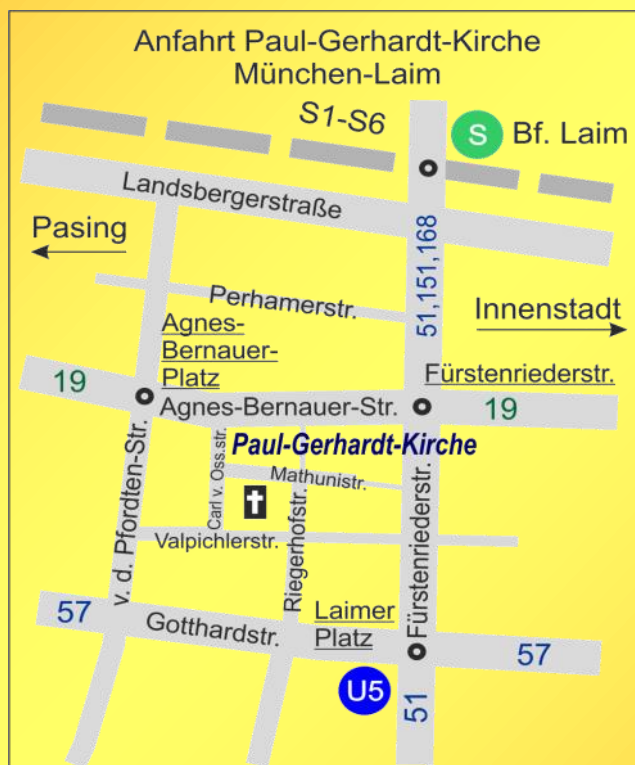 Anfahrt Paul-Gerhardt-Kirche
München-Laim
S1-S6
S
Bf. Laim
Landsbergerstraße
Pasing
51,151,168
Perhamerstr.
Innenstadt
Agnes-
Bernauer-
Platz
Fürstenriederstr.
19
Agnes-Bernauer-Str.
19
Paul-Gerhardt-Kirche
v. d. Pfordten-Str.
Carl v. Oss.str.
Mathunistr.
Riegerhofstr.
Fürstenriederstr.
Valpichlerstr.
57
Gotthardstr.
Laimer
Platz
57
U5
51